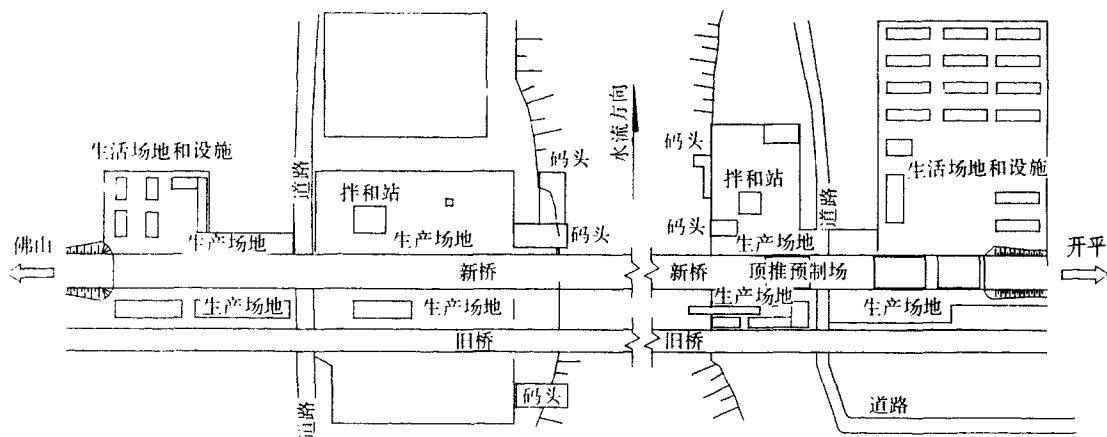 水流方向
码头
生活场地和设施
道路
码头
拌和站
拌和站
生活场地和设施
道路
码头
佛山
生产场地
生产场地
码头
生产场地
开平
新桥
新桥
顶推预制场
生产场地
生产场地
生产场地
生产场地
旧桥
旧桥
码头
道路
道路